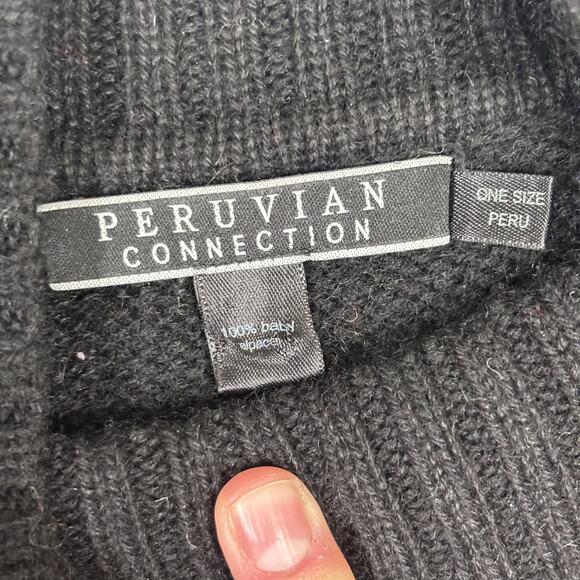 PERUVIAN
CONNECTION
ONE SIZE
PERU
100% baby
alpaca